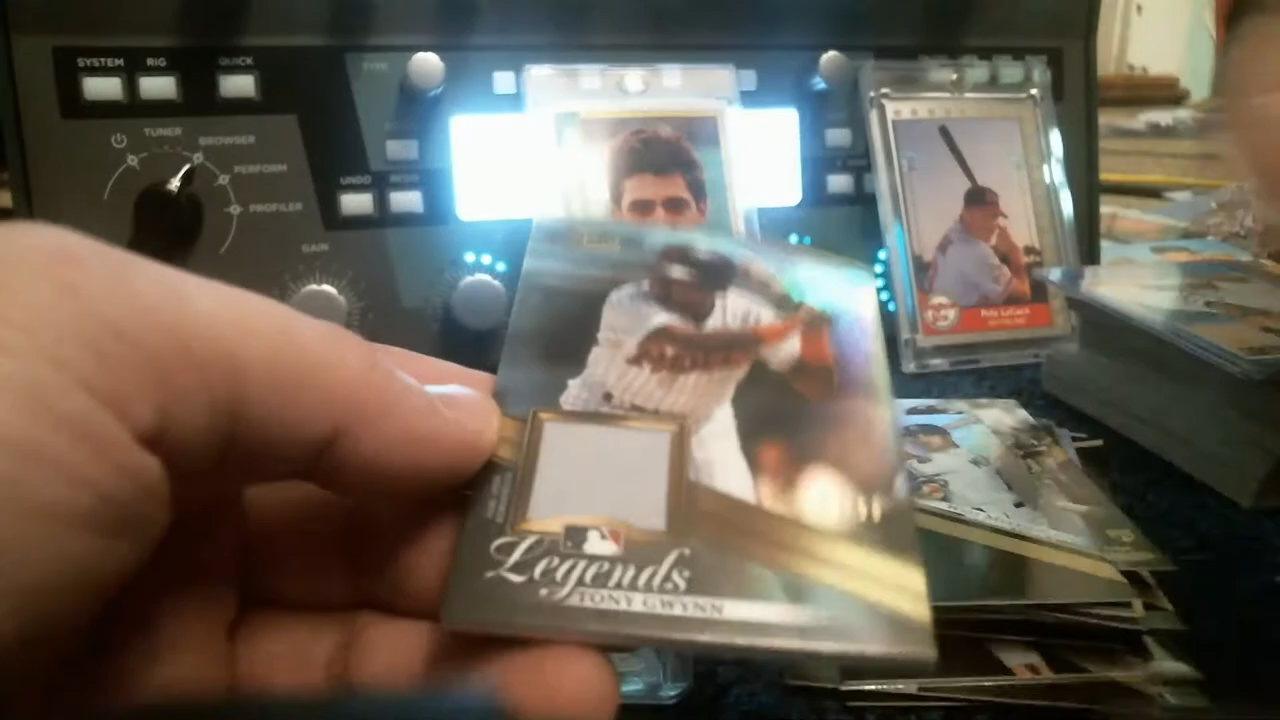 SYSTEM
RIG
QUICK
TYPE
TUNER
BROWSER
PERFORM
PROFILER
UNDO
GAIN
Legends
TONY GWYNN